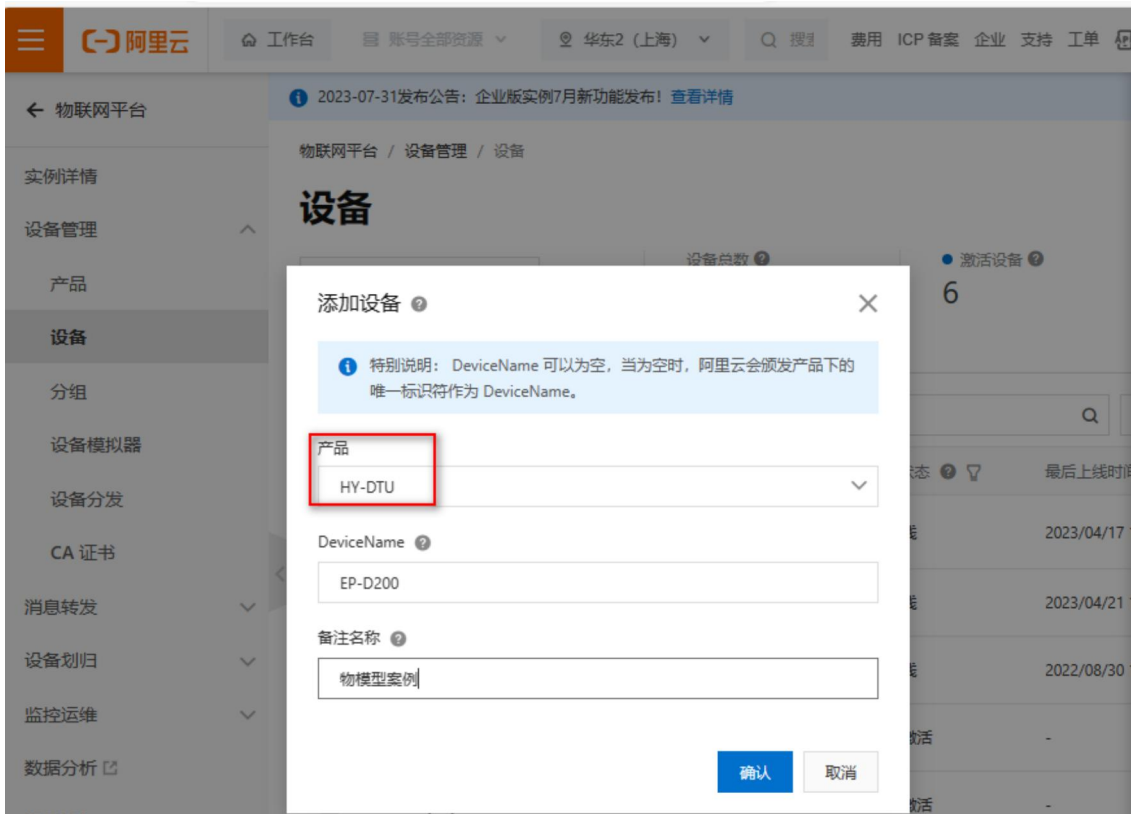 阿里云
工作台
账号全部资源
华东2（上海）
费用 ICP 备案 企业 支持 工单
物联网平台
2023-07-31发布公告：企业版实例7月新功能发布！查看详情
物联网平台 / 设备管理 / 设备
实例详情
设备
设备管理
设备总数
激活设备
产品
6
添加设备
设备
特别说明： DeviceName 可以为空，当为空时，阿里云会颁发产品下的
唯一标识符作为 DeviceName。
分组
设备模拟器
产品
最后上线时间
HY-DTU
设备分发
DeviceName
2023/04/17
CA 证书
EP-D200
消息转发
2023/04/21
备注名称
设备划归
2022/08/30
物模型案例
监控运维
-
数据分析
确认
取消
-